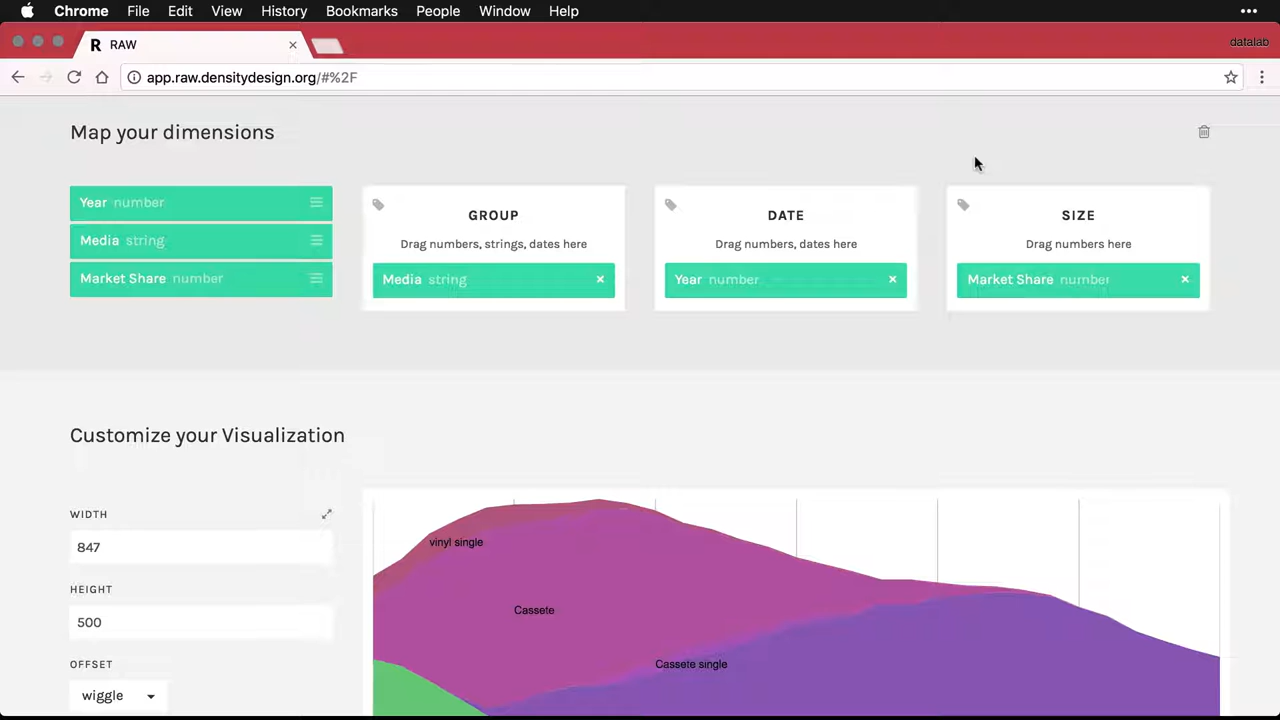 Chrome File Edit View History Bookmarks People Window Help
R RAW
datalab
app.raw.densitydesign.org/#%2F
Map your dimensions
Year number
Media string
Market Share number
GROUP
Drag numbers, strings, dates here
Media string
DATE
Drag numbers, dates here
Year number
SIZE
Drag numbers here
Market Share number
Customize your Visualization
WIDTH
847
HEIGHT
500
OFFSET
wiggle
vinyl single
Cassete
Cassete single